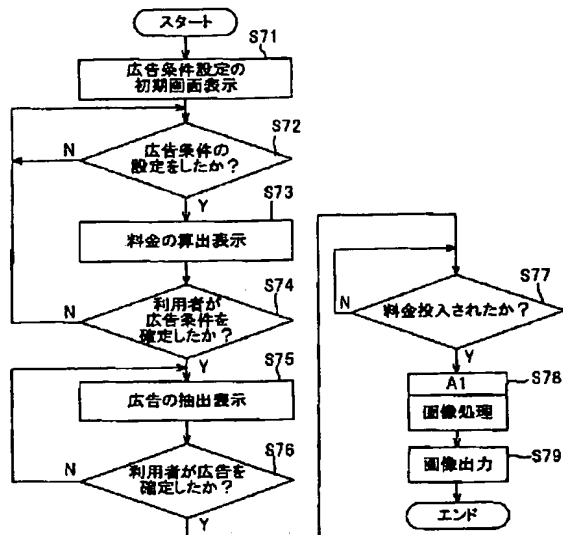 スタート
S71
広告条件設定の
初期画面表示
S72
広告条件の
設定をしたか？
N
Y
S73
料金の算出表示
S74
利用者が
広告条件を
確定したか？
N
Y
S75
広告の抽出表示
S76
利用者が広告を
確定したか？
N
Y
S77
料金投入されたか？
N
Y
A1
S78
画像処理
画像出力
S79
エンド